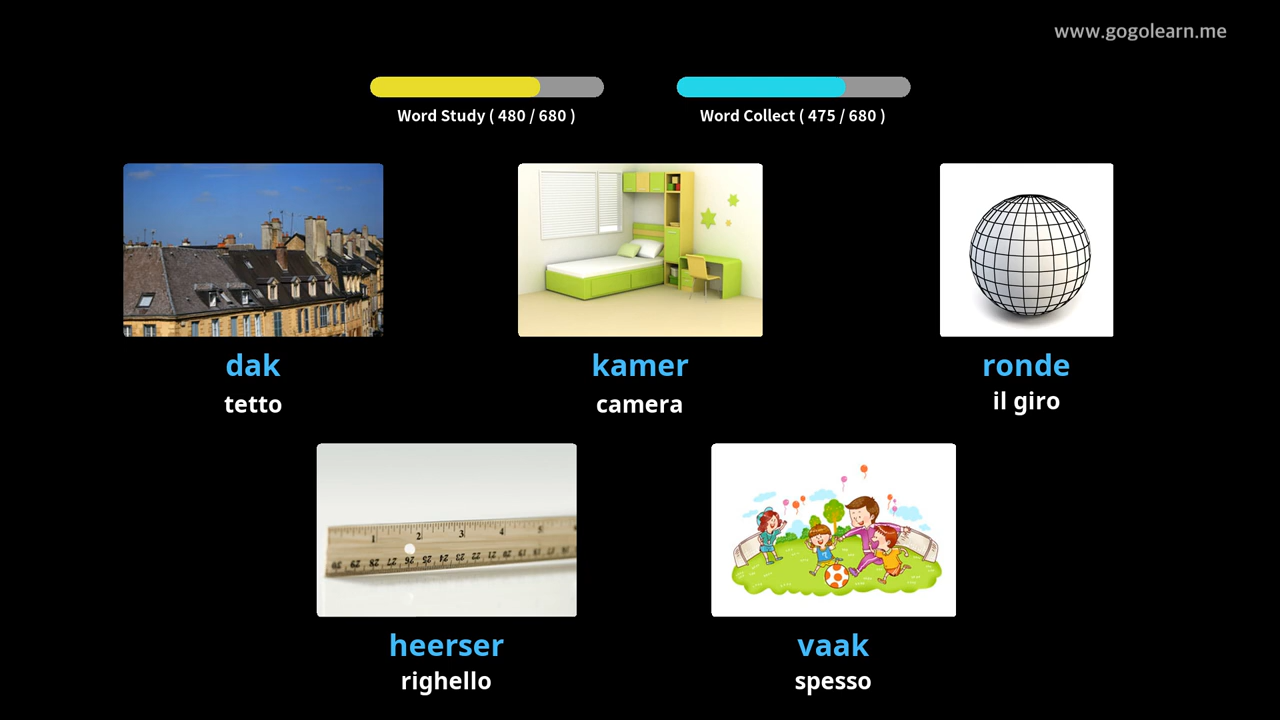 www.gogolearn.me
Word Study ( 480 / 680 )
Word Collect ( 475 / 680 )
dak
tetto
kamer
camera
ronde
il giro
heerser
righello
vaak
spesso